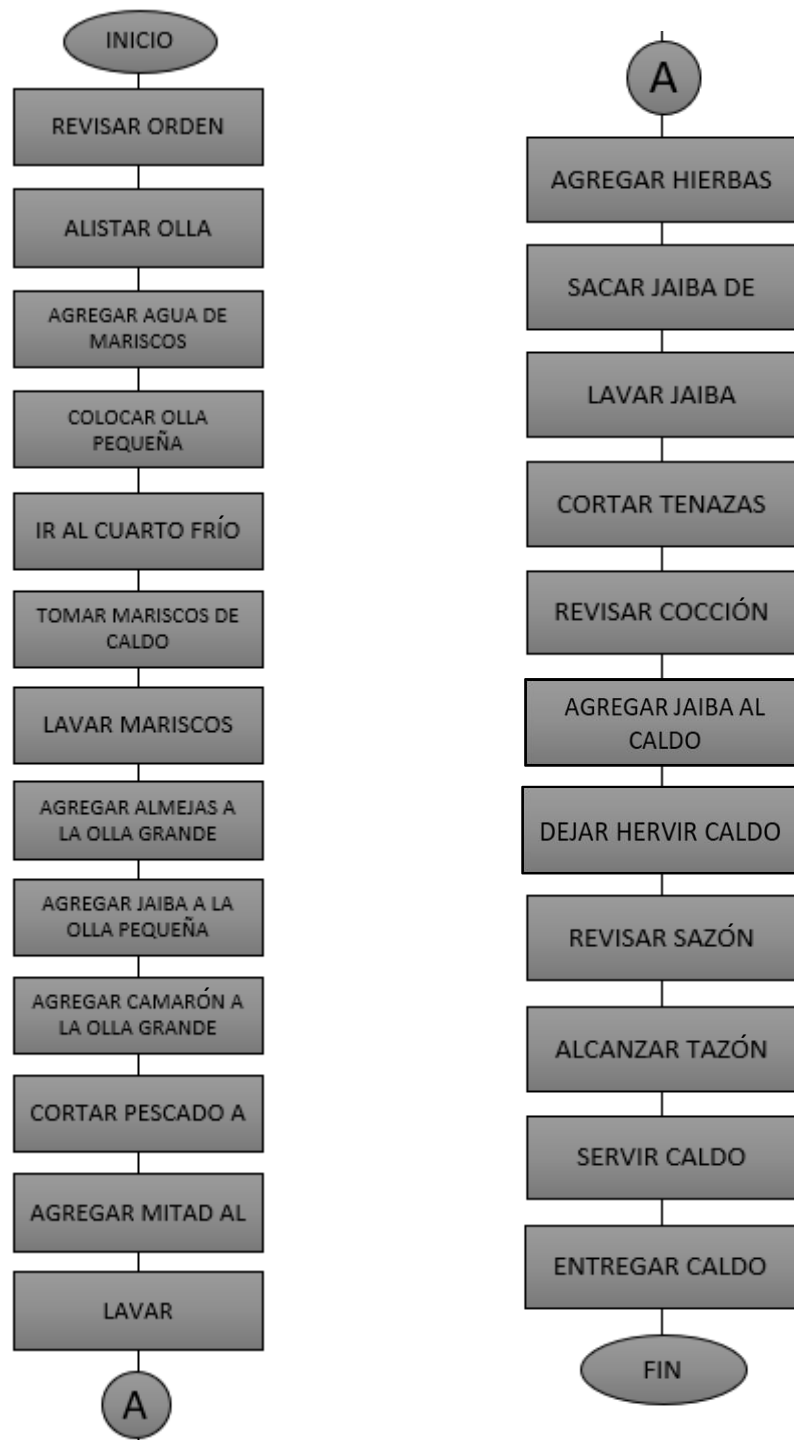 INICIO
REVISAR ORDEN
ALISTAR OLLA
AGREGAR AGUA DE
MARISCOS
COLOCAR OLLA
PEQUEÑA
IR AL CUARTO FRÍO
TOMAR MARISCOS DE
CALDO
LAVAR MARISCOS
AGREGAR ALMEJAS A
LA OLLA GRANDE
AGREGAR JAIBA A LA
OLLA PEQUEÑA
AGREGAR CAMARÓN A
LA OLLA GRANDE
CORTAR PESCADO A
AGREGAR MITAD AL
LAVAR
A
A
AGREGAR HIERBAS
SACAR JAIBA DE
LAVAR JAIBA
CORTAR TENAZAS
REVISAR COCCIÓN
AGREGAR JAIBA AL
CALDO
DEJAR HERVIR CALDO
REVISAR SAZÓN
ALCANZAR TAZÓN
SERVIR CALDO
ENTREGAR CALDO
FIN